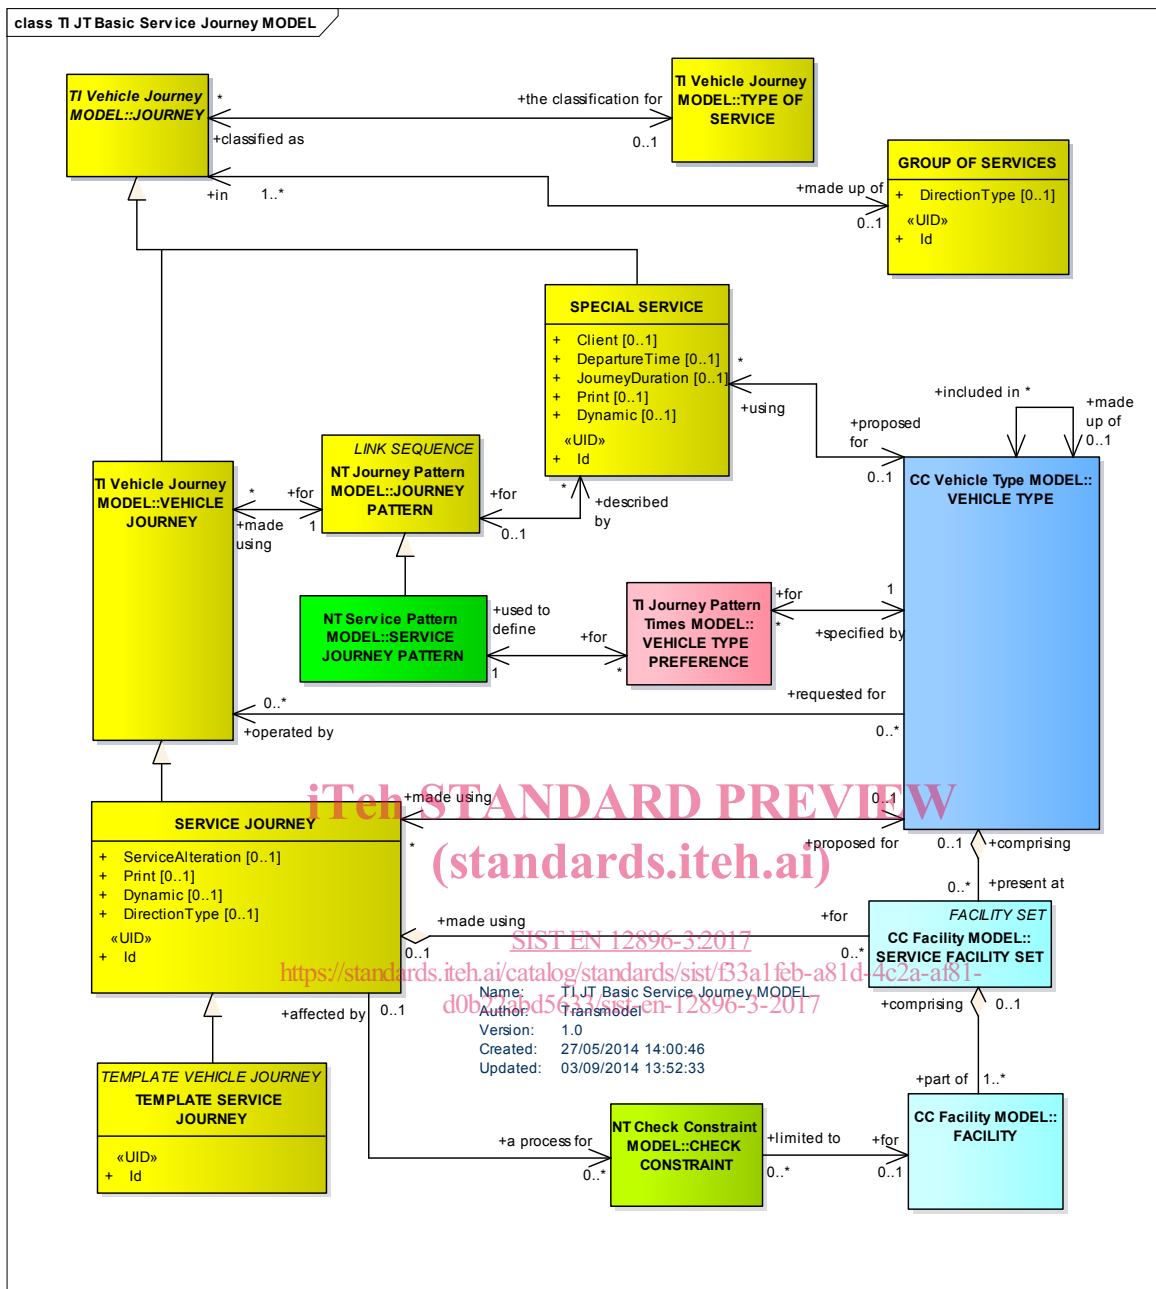 class TI JT Basic Service Journey MODEL
TI Vehicle Journey
MODEL::JOURNEY
*
+classified as
+the classification for
0..1
TI Vehicle Journey
MODEL::TYPE OF
SERVICE
+in
1..*
+made up of
0..1
GROUP OF SERVICES
+ DirectionType [0..1]
«UID»
+ Id
SPECIAL SERVICE
+ Client [0..1]
+ DepartureTime [0..1]
+ JourneyDuration [0..1]
+ Print [0..1]
+ Dynamic [0..1]
«UID»
+ Id
*
+using
+proposed
for
0..1
+included in *
+made
up of
0..1
CC Vehicle Type MODEL::
VEHICLE TYPE
LINK SEQUENCE
NT Journey Pattern
MODEL::JOURNEY
PATTERN
TI Vehicle Journey
MODEL::VEHICLE
JOURNEY
*
+made
using
+for
1
+for
0..1
*
+described
by
NT Service Pattern
MODEL::SERVICE
JOURNEY PATTERN
+used to
define
1
+for
*
TI Journey Pattern
Times MODEL::
VEHICLE TYPE
PREFERENCE
+for
*
1
+specified by
0..*
+operated by
+requested for
0..*
iTeh STANDARD PREVIEW
(standards.iteh.ai)
+made using
*
0..1
+proposed for
SERVICE JOURNEY
+ ServiceAlteration [0..1]
+ Print [0..1]
+ Dynamic [0..1]
+ DirectionType [0..1]
«UID»
+ Id
0..1
+comprising
0..*
+present at
+made using
0..1
+for
0..*
FACILITY SET
CC Facility MODEL::
SERVICE FACILITY SET
SIST EN 12896-3:2017
https://standards.iteh.ai/catalog/standards/sist/f33a1feb-a81d-4c2a-af81-
d0b22abd5633/sist-en-12896-3-2017
Name: TI JT Basic Service Journey MODEL
Author: Transmodel
Version: 1.0
Created: 27/05/2014 14:00:46
Updated: 03/09/2014 13:52:33
+affected by
0..1
+comprising
0..1
+part of
1..*
TEMPLATE VEHICLE JOURNEY
TEMPLATE SERVICE
JOURNEY
«UID»
+ Id
+a process for
0..*
NT Check Constraint
MODEL::CHECK
CONSTRAINT
+limited to
0..*
+for
0..1
CC Facility MODEL::
FACILITY